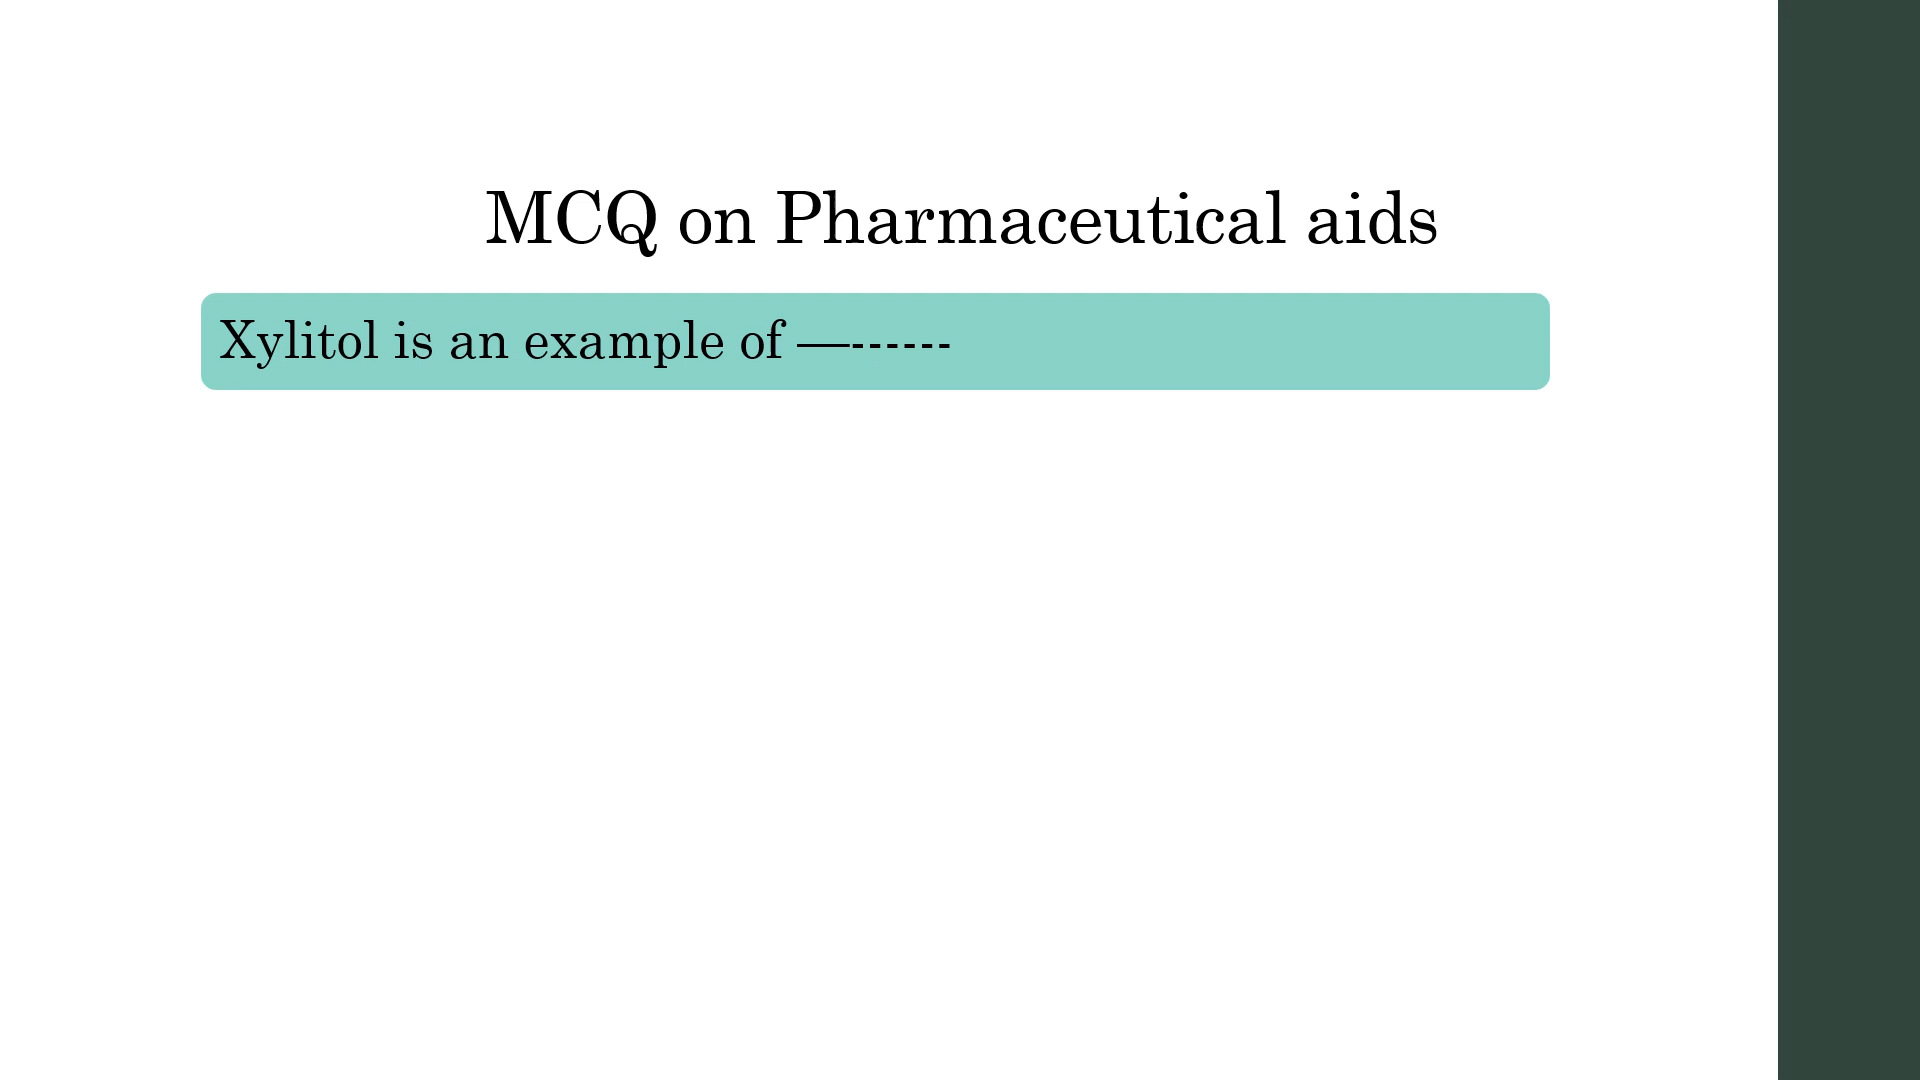 MCQ on Pharmaceutical aids
Xylitol is an example of —------